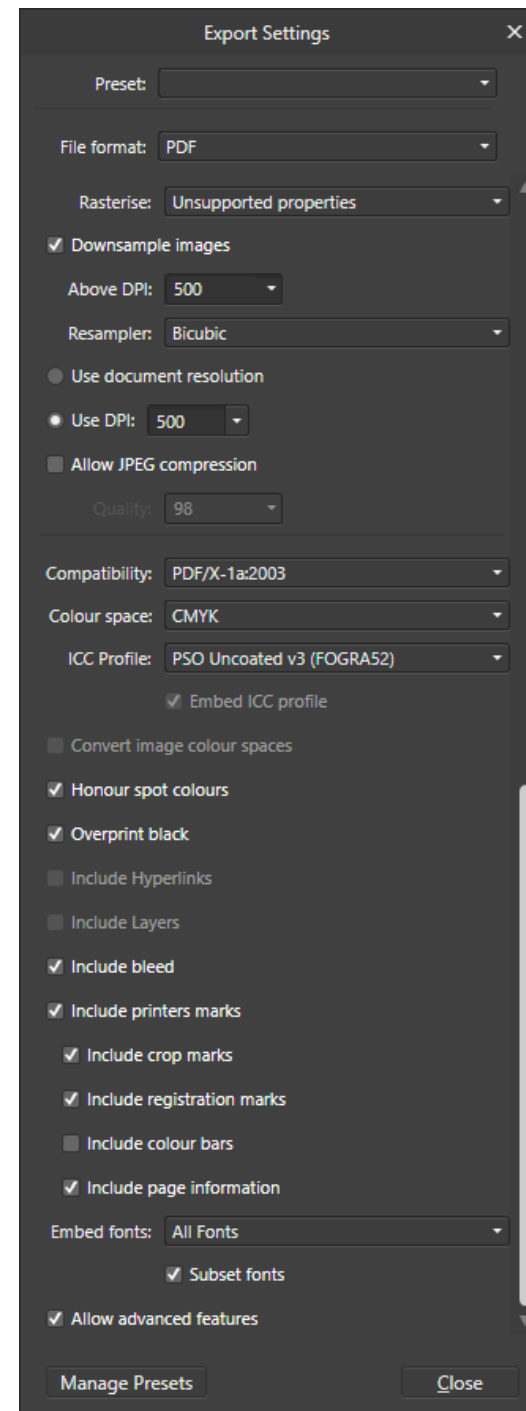 Export Settings
Preset:
File format: PDF
Rasterise: Unsupported properties
Downsample images
Above DPI: 500
Resampler: Bicubic
Use document resolution
Use DPI: 500
Allow JPEG compression
Quality: 98
Compatibility: PDF/X-1a:2003
Colour space: CMYK
ICC Profile: PSO Uncoated v3 (FOGRA52)
Embed ICC profile
Convert image colour spaces
Honour spot colours
Overprint black
Include Hyperlinks
Include Layers
Include bleed
Include printers marks
Include crop marks
Include registration marks
Include colour bars
Include page information
Embed fonts: All Fonts
Subset fonts
Allow advanced features
Manage Presets Close